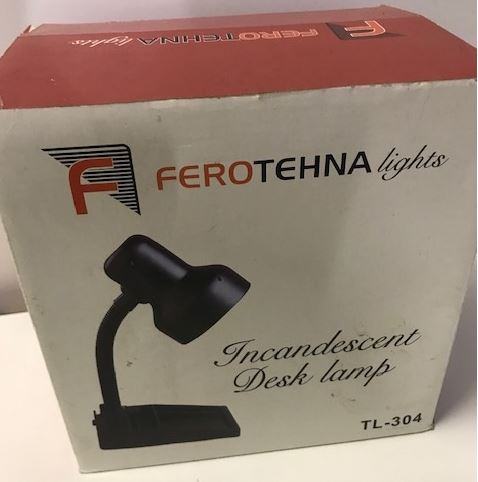 FEROTEHNA lights
F
F FEROTEHNA lights
Incandescent
Desk lamp
TL-304